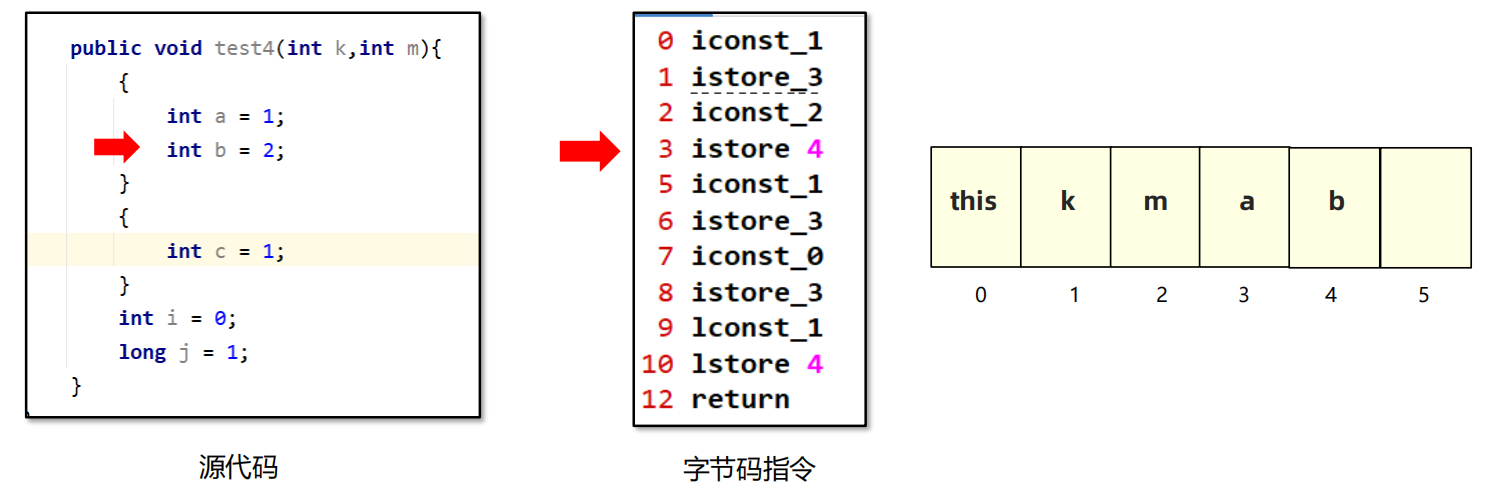 public void test4(int k,int m){
{
int a = 1;
int b = 2;
}
{
int c = 1;
}
int i = 0;
long j = 1;
}
源代码
0 iconst_1
1 istore_3
2 iconst_2
3 istore 4
5 iconst_1
6 istore_3
7 iconst_0
8 istore_3
9 lconst_1
10 lstore 4
12 return
字节码指令
this k m a b
0 1 2 3 4 5